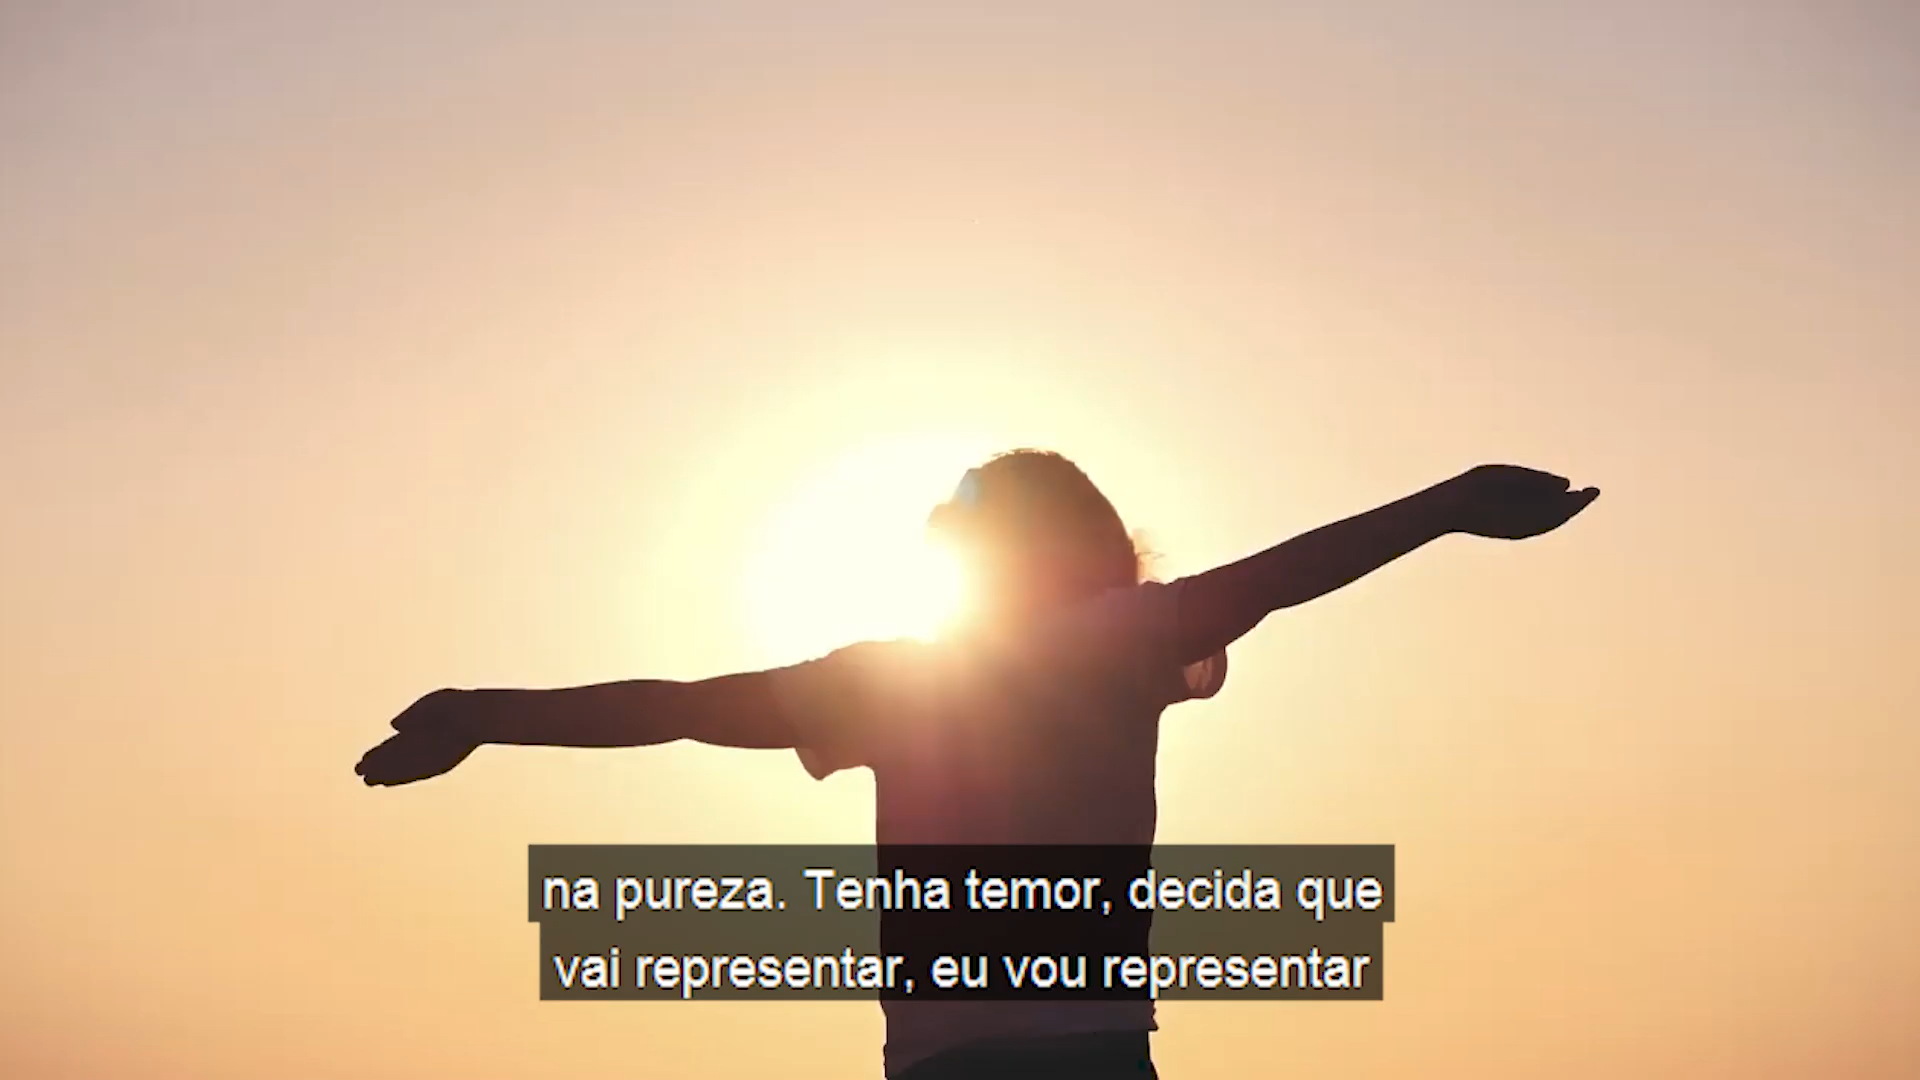 na pureza. Tenha temor, decida que
vai representar, eu vou representar